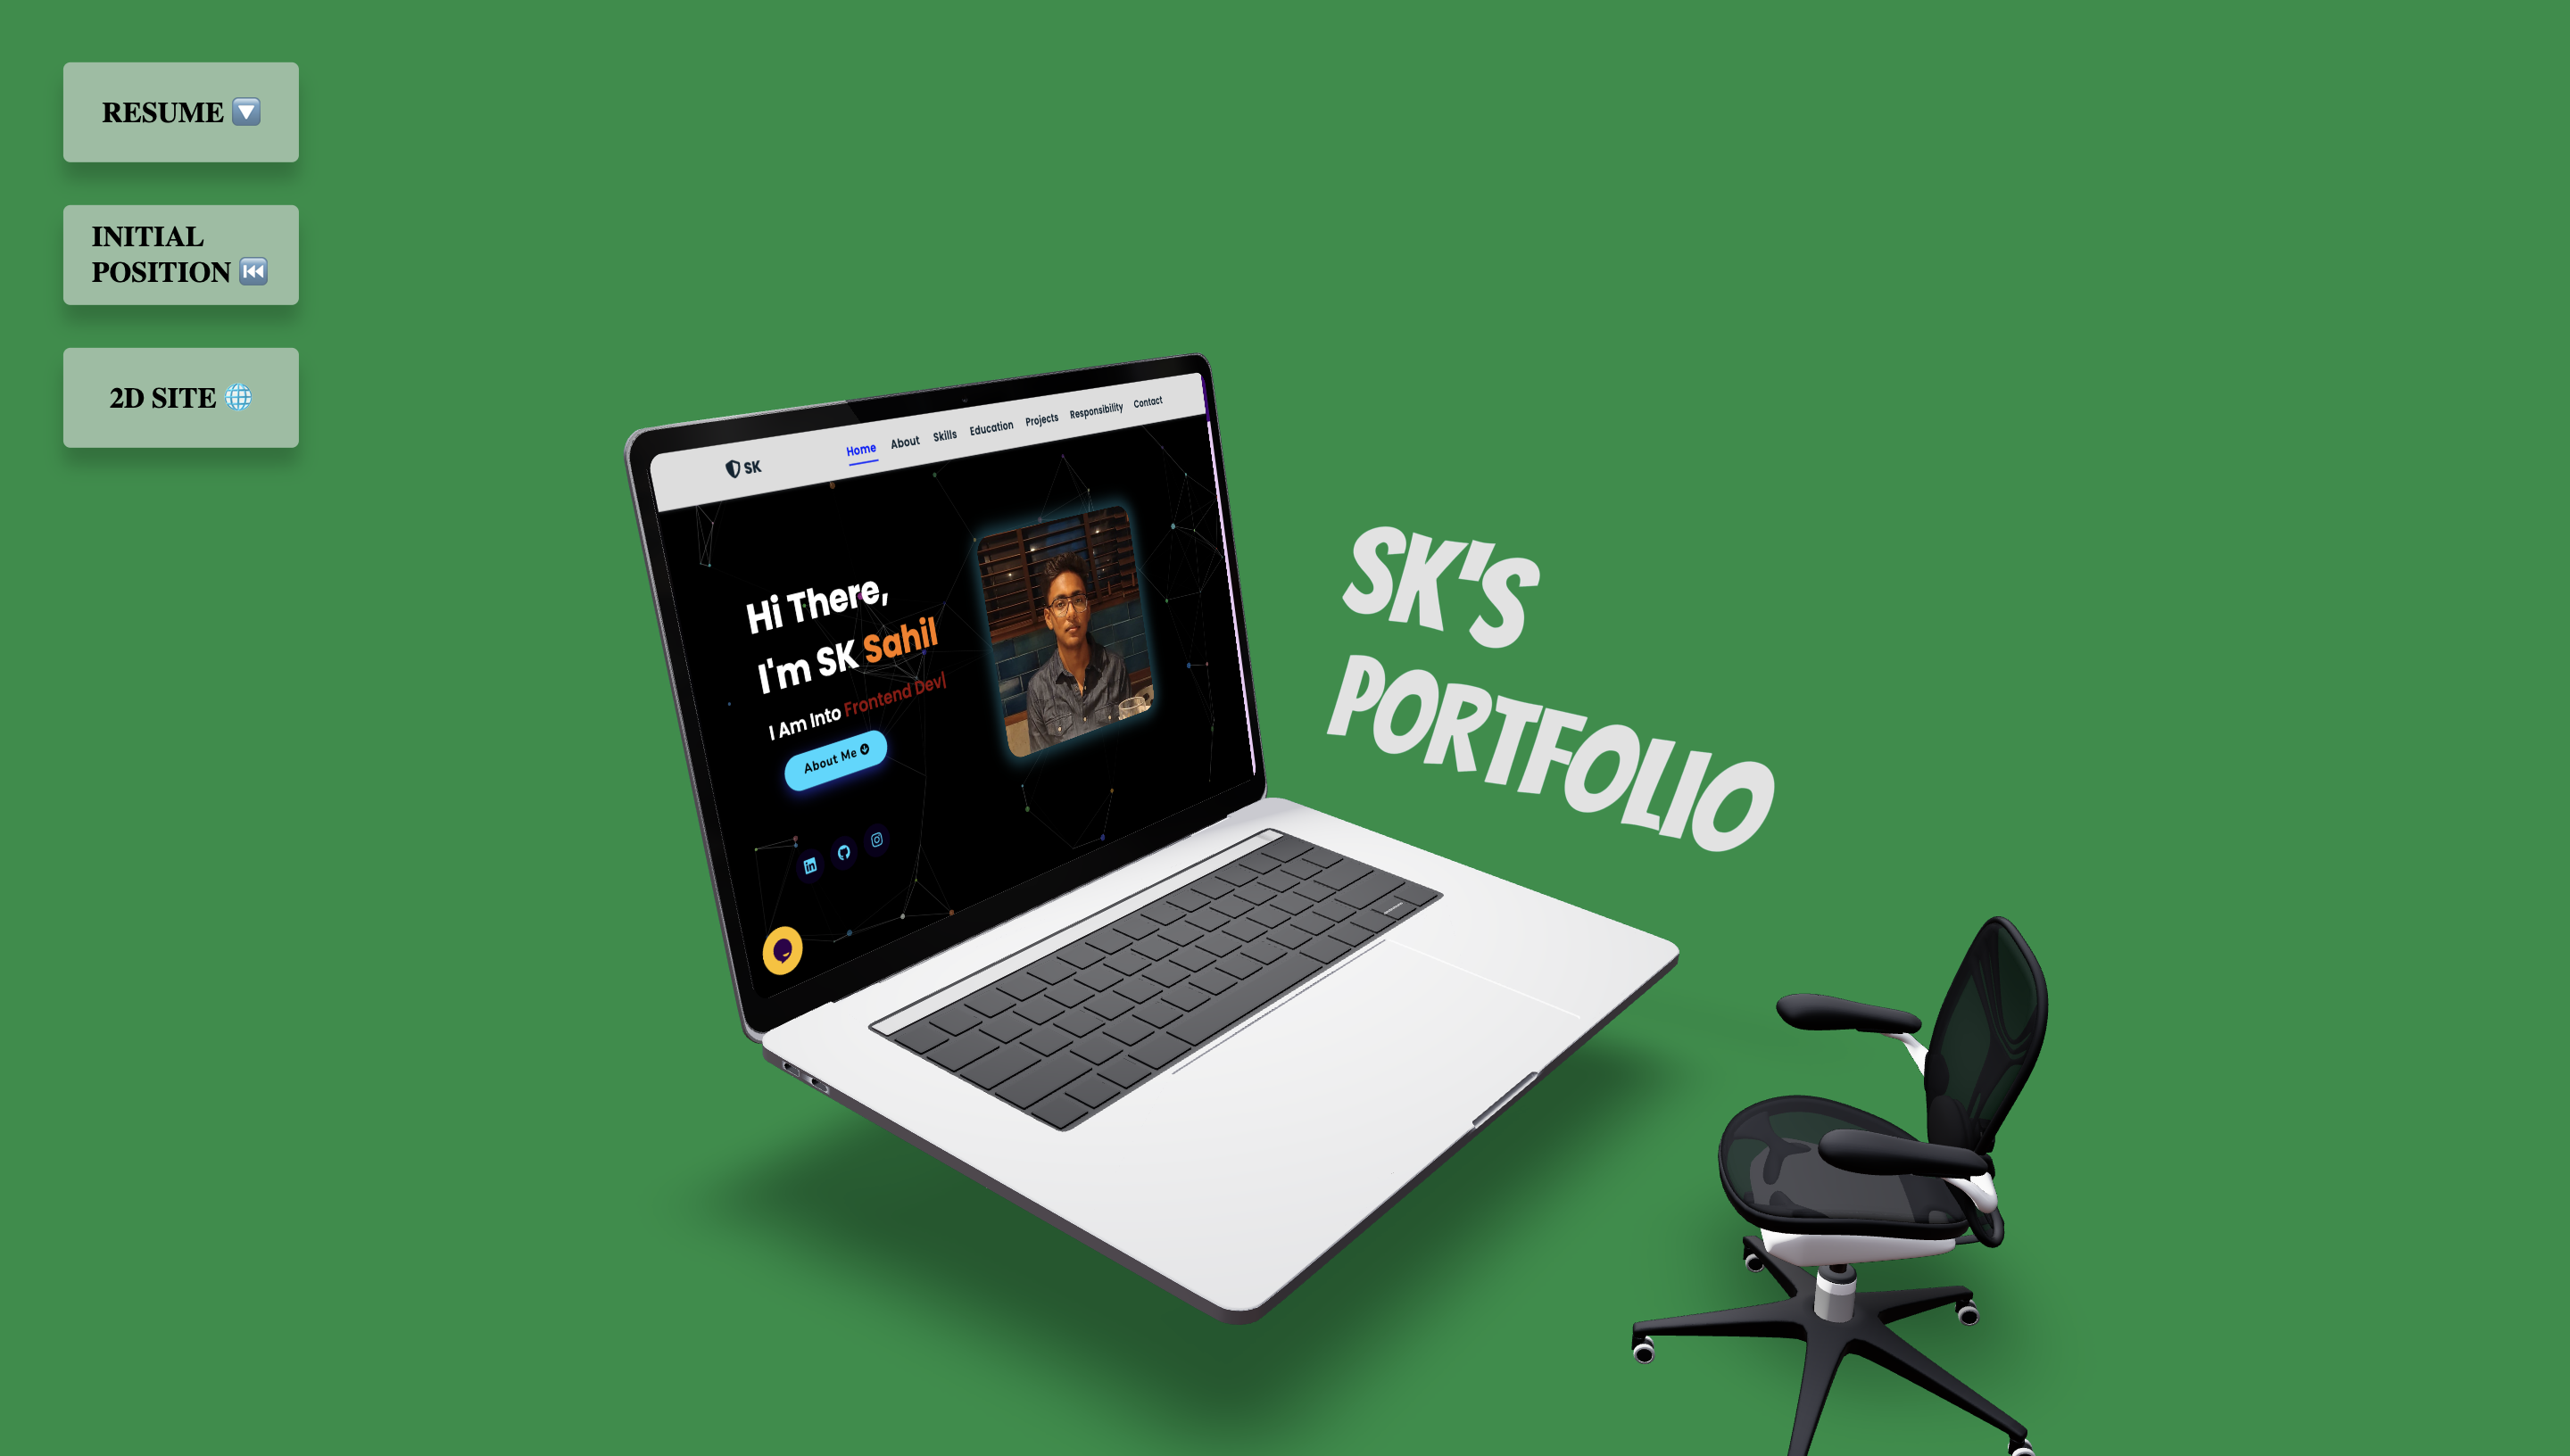 RESUME 🔽
INITIAL
POSITION ⏮️
2D SITE 🌐
SK
Home About Skills Education Projects Responsibility Contact
Hi There,
I'm SK Sahil
I Am Into Frontend Dev|
About Me
SK'S
PORTFOLIO